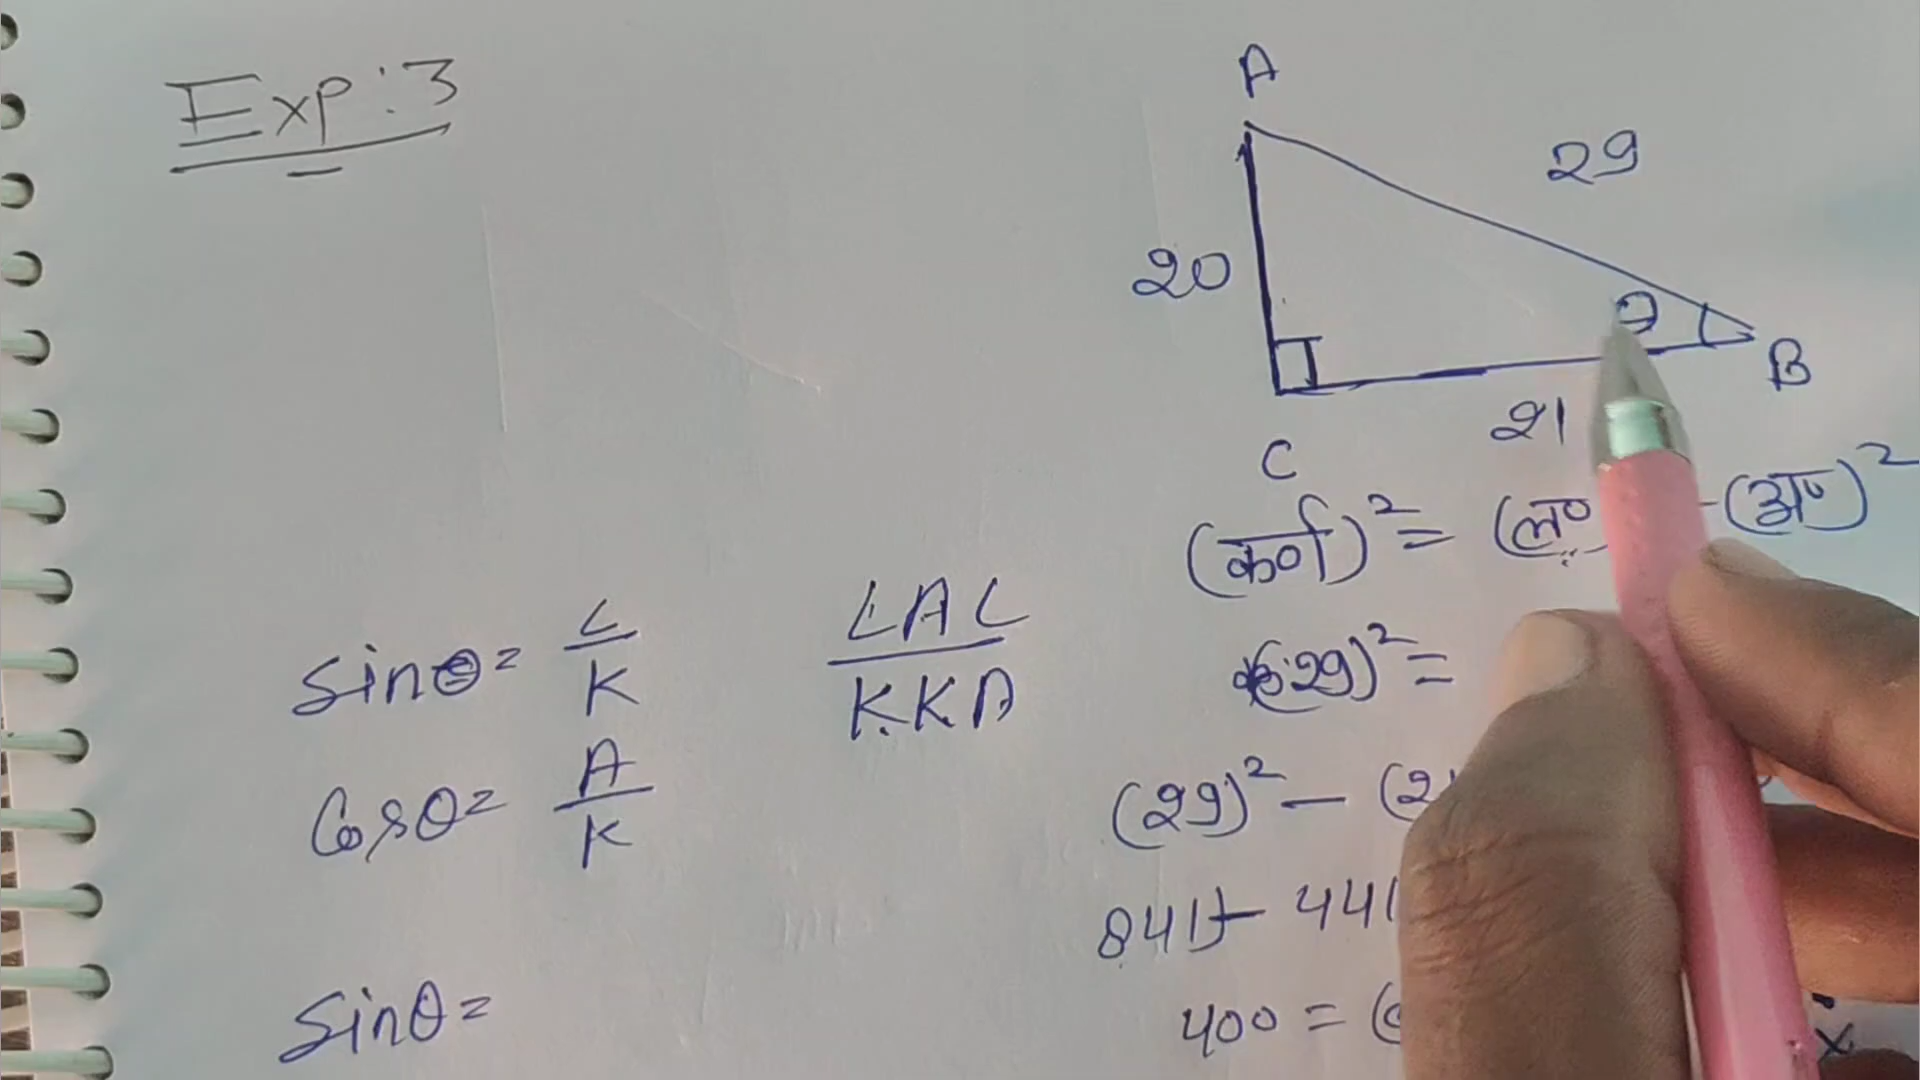 Exp:3
A
29
20
θ
B
21
C
(कर्ण)² = (ल० -(आ०)²
sinθ= L/K
LAL/KKA
(29)² =
Cosθ= A/K
(29)² — (2
841 — 441
sinθ=
400 = (